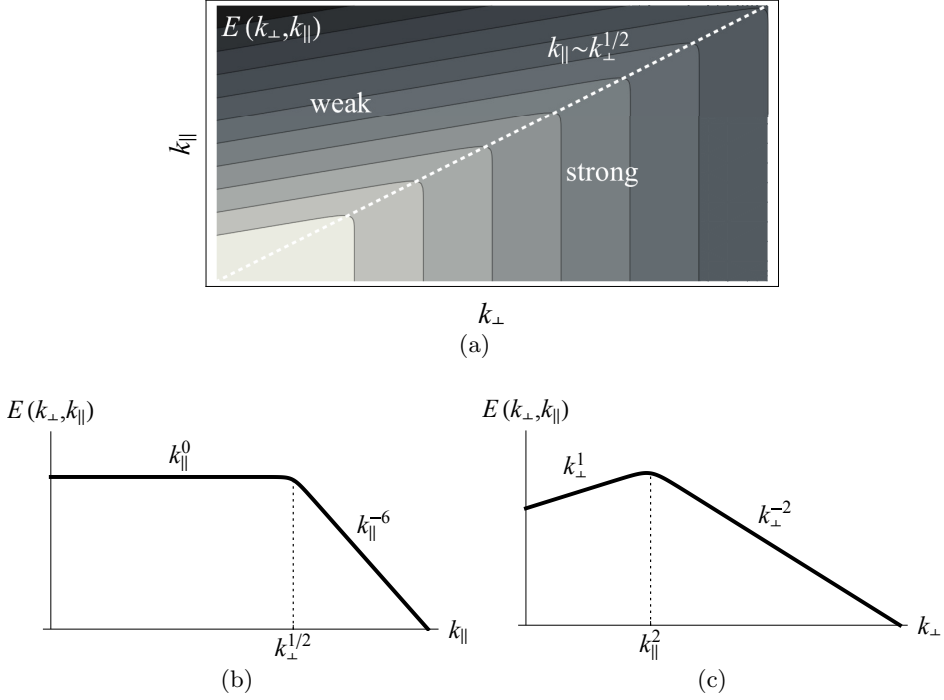 E(k⊥,k∥)
k∥~k⊥^{1/2}
weak
k∥
strong
k⊥
(a)
E(k⊥,k∥)
k∥^0
k∥^{-6}
k∥
k⊥^{1/2}
(b)
E(k⊥,k∥)
k⊥^1
k⊥^{-2}
k⊥
k∥^2
(c)